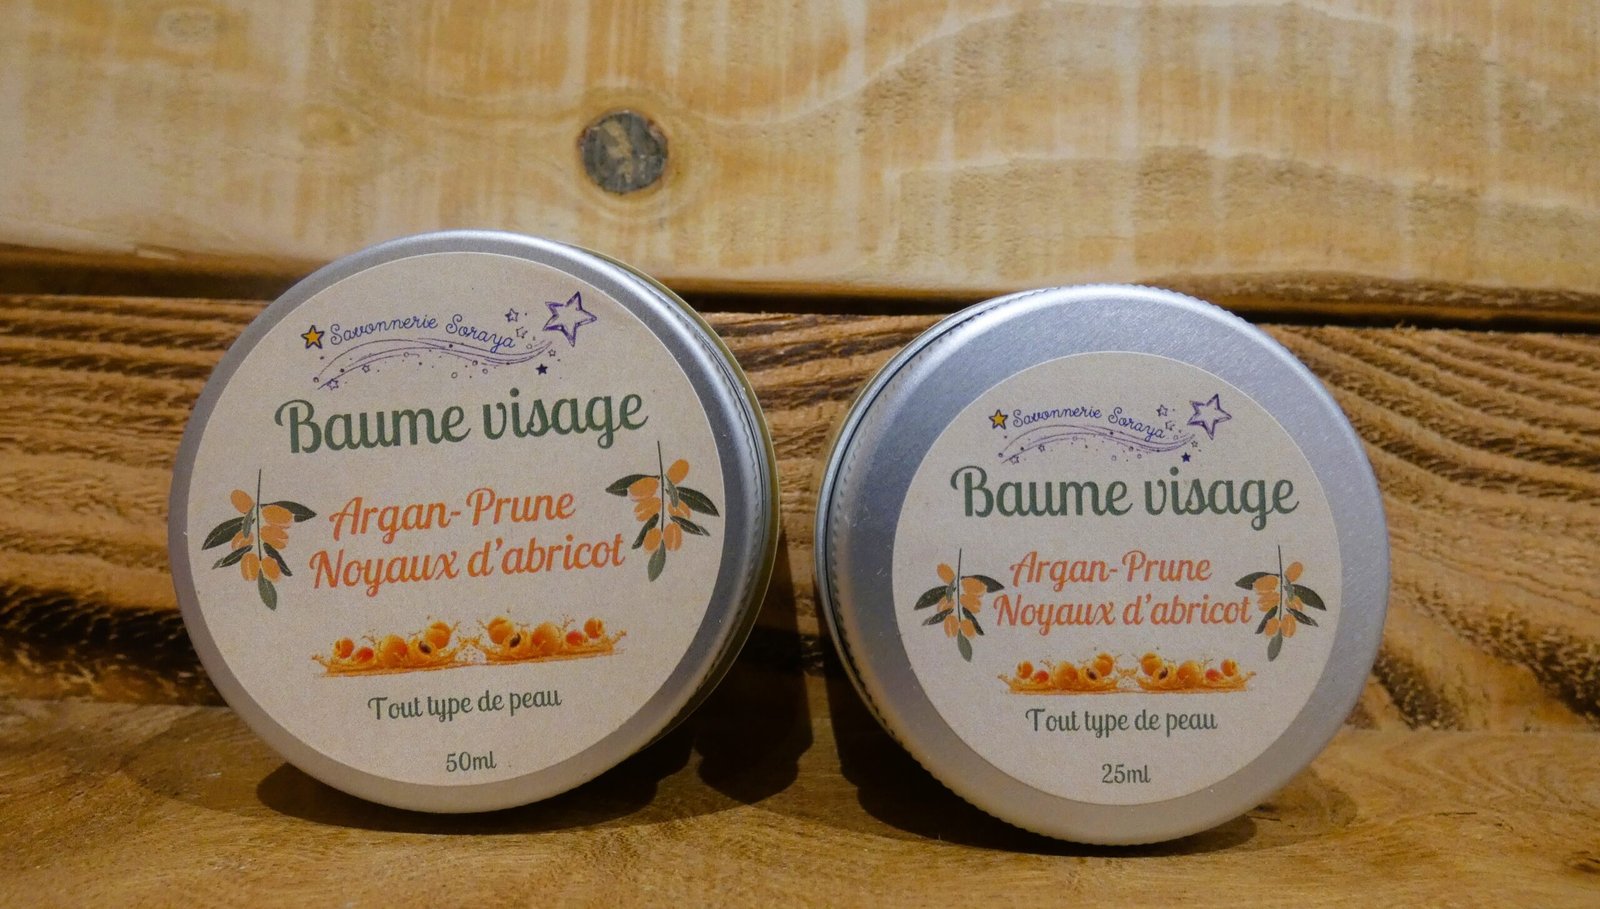 Savonnerie Soraya
Baume visage
Argan-Prune
Noyaux d'abricot
Tout type de peau
50ml
Savonnerie Soraya
Baume visage
Argan-Prune
Noyaux d'abricot
Tout type de peau
25ml